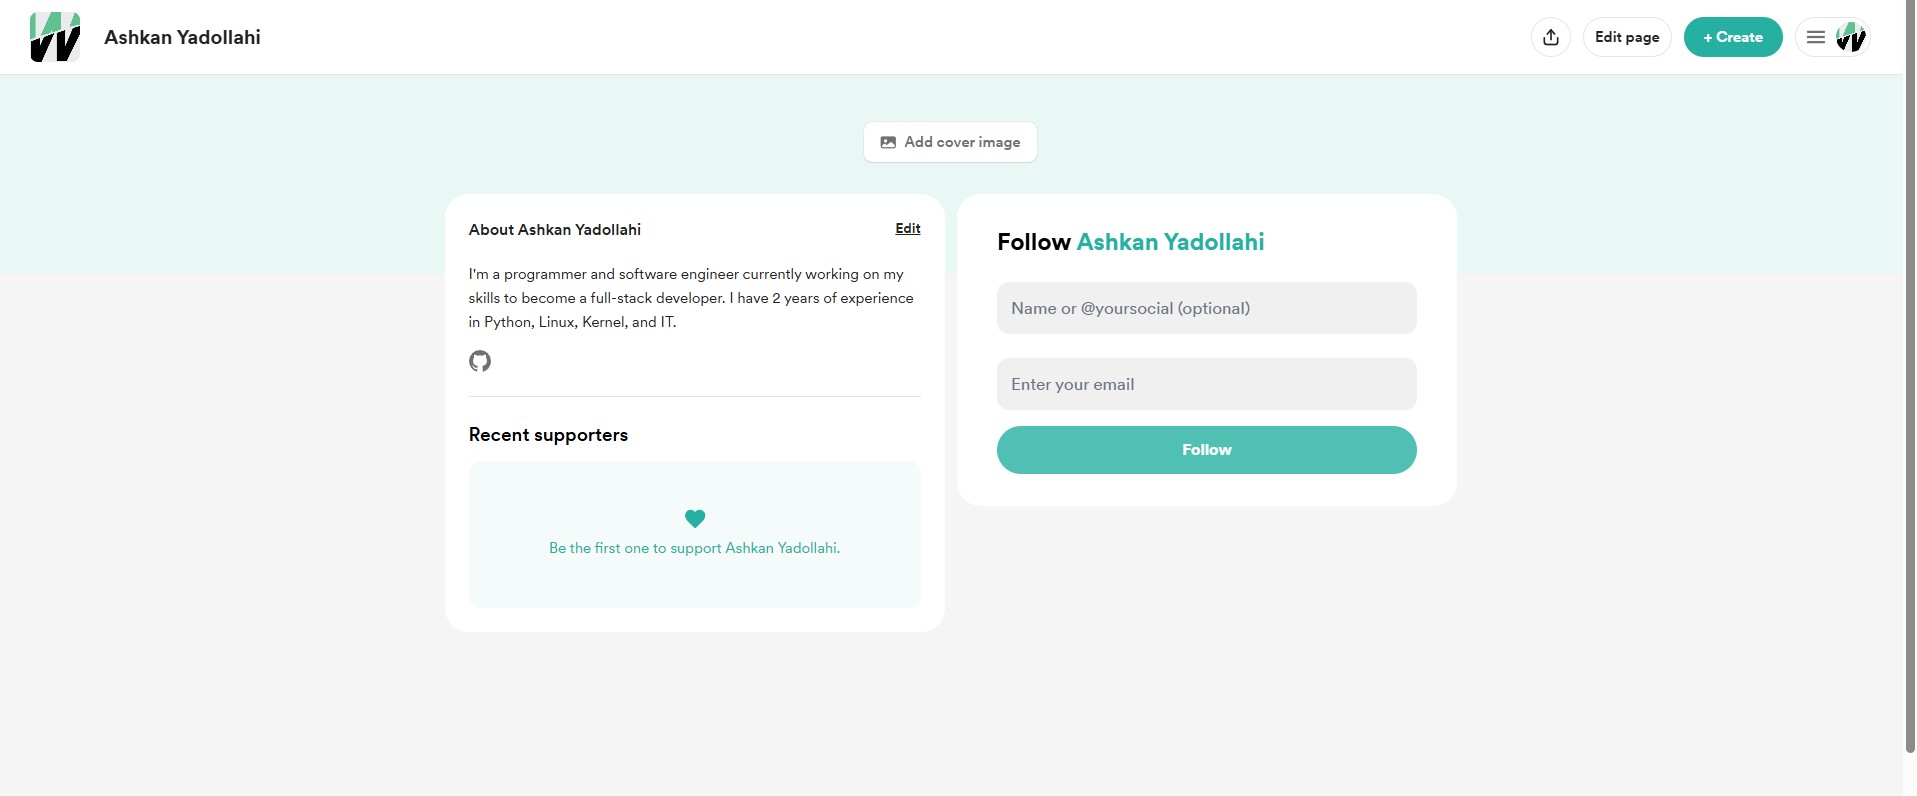 Ashkan Yadollahi
Edit page
+ Create
Add cover image
About Ashkan Yadollahi
Edit
I'm a programmer and software engineer currently working on my
skills to become a full-stack developer. I have 2 years of experience
in Python, Linux, Kernel, and IT.
Recent supporters
Be the first one to support Ashkan Yadollahi.
Follow Ashkan Yadollahi
Name or @yoursocial (optional)
Enter your email
Follow